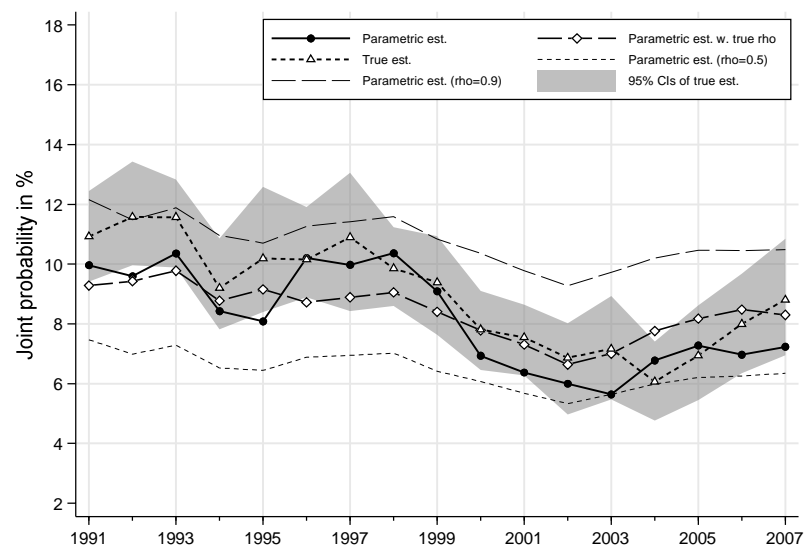 Parametric est.
Parametric est. w. true rho
True est.
Parametric est. (rho=0.5)
Parametric est. (rho=0.9)
95% CIs of true est.
Joint probability in %
18
16
14
12
10
8
6
4
2
1991 1993 1995 1997 1999 2001 2003 2005 2007